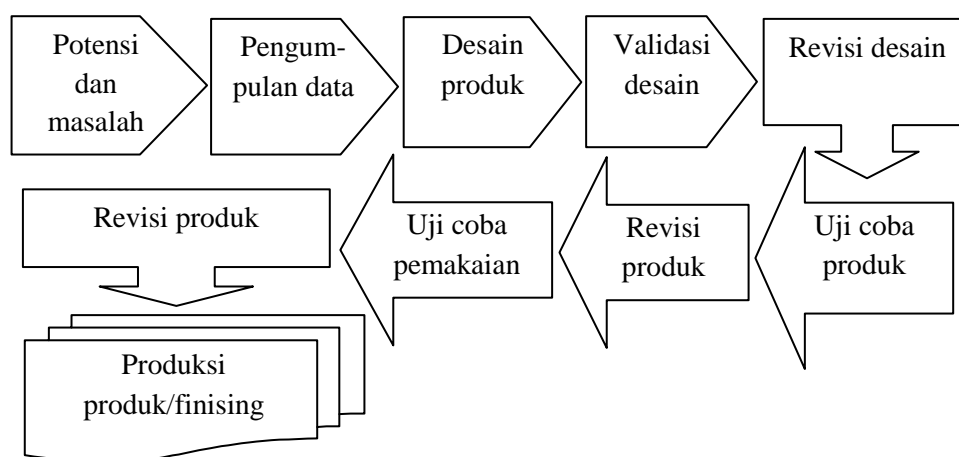 Potensi
dan
masalah
Pengum-
pulan data
Desain
produk
Validasi
desain
Revisi desain
Uji coba
produk
Revisi
produk
Uji coba
pemakaian
Revisi produk
Produksi
produk/finising